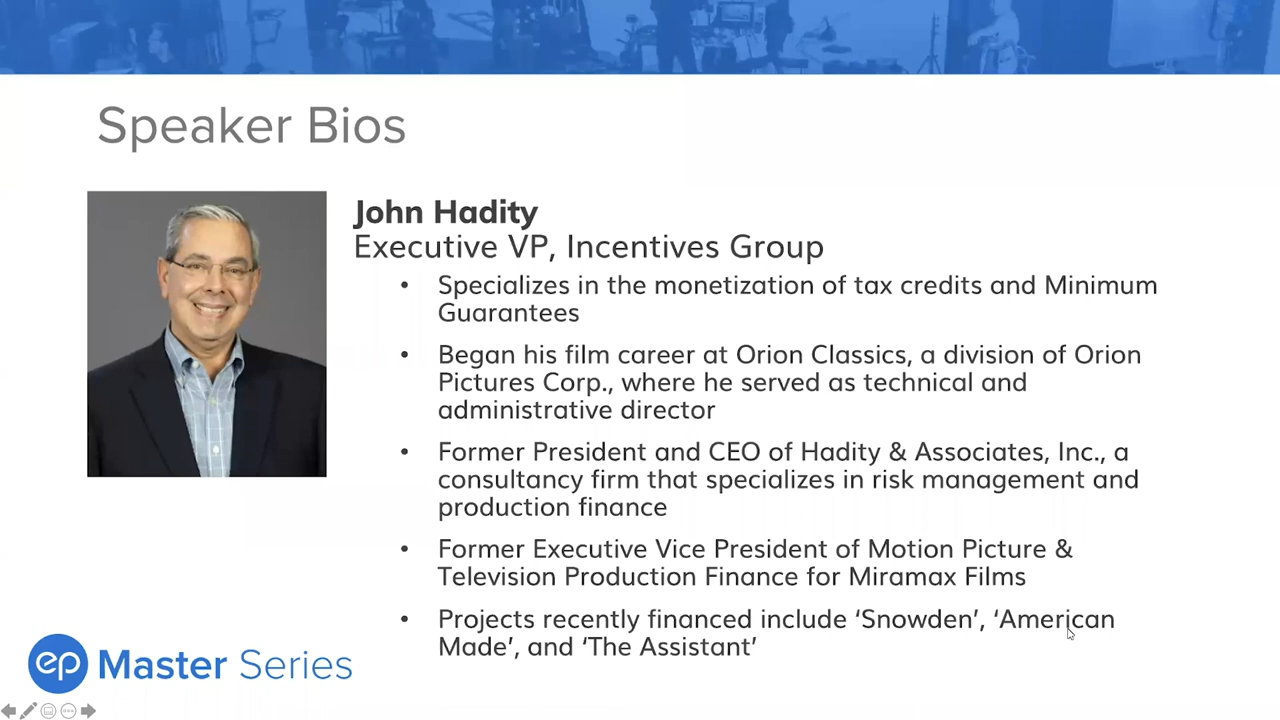 Speaker Bios
John Hadity
Executive VP, Incentives Group
• Specializes in the monetization of tax credits and Minimum
Guarantees
• Began his film career at Orion Classics, a division of Orion
Pictures Corp., where he served as technical and
administrative director
• Former President and CEO of Hadity & Associates, Inc., a
consultancy firm that specializes in risk management and
production finance
• Former Executive Vice President of Motion Picture &
Television Production Finance for Miramax Films
• Projects recently financed include ‘Snowden’, ‘American
Made’, and ‘The Assistant’
ep Master Series